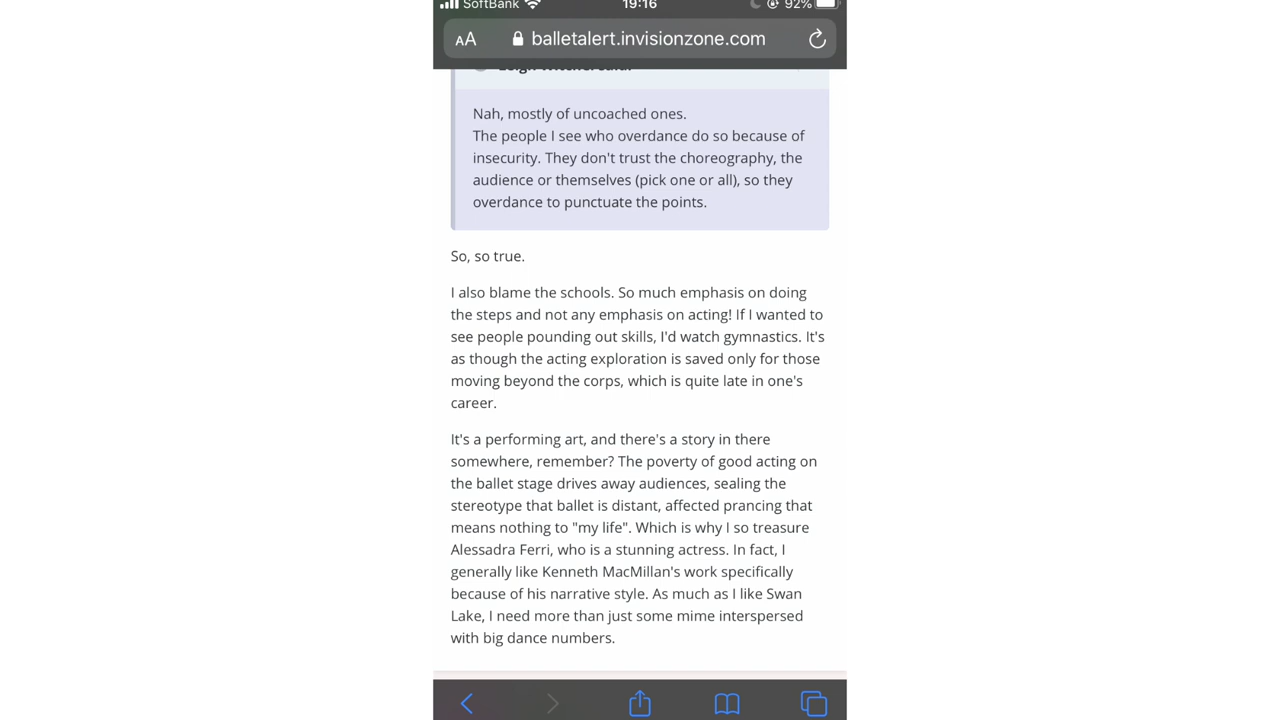 SoftBank
19:16
92%
AA
balletalert.invisionzone.com
Nah, mostly of uncoached ones.
The people I see who overdance do so because of
insecurity. They don't trust the choreography, the
audience or themselves (pick one or all), so they
overdance to punctuate the points.
So, so true.
I also blame the schools. So much emphasis on doing
the steps and not any emphasis on acting! If I wanted to
see people pounding out skills, I'd watch gymnastics. It's
as though the acting exploration is saved only for those
moving beyond the corps, which is quite late in one's
career.
It's a performing art, and there's a story in there
somewhere, remember? The poverty of good acting on
the ballet stage drives away audiences, sealing the
stereotype that ballet is distant, affected prancing that
means nothing to "my life". Which is why I so treasure
Alessadra Ferri, who is a stunning actress. In fact, I
generally like Kenneth MacMillan's work specifically
because of his narrative style. As much as I like Swan
Lake, I need more than just some mime interspersed
with big dance numbers.